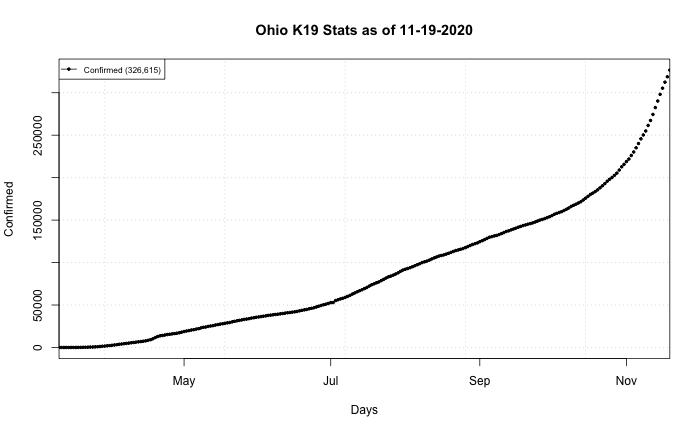 Ohio K19 Stats as of 11-19-2020
Confirmed (326,615)
Confirmed
250000
150000
50000
0
May
Jul
Sep
Nov
Days